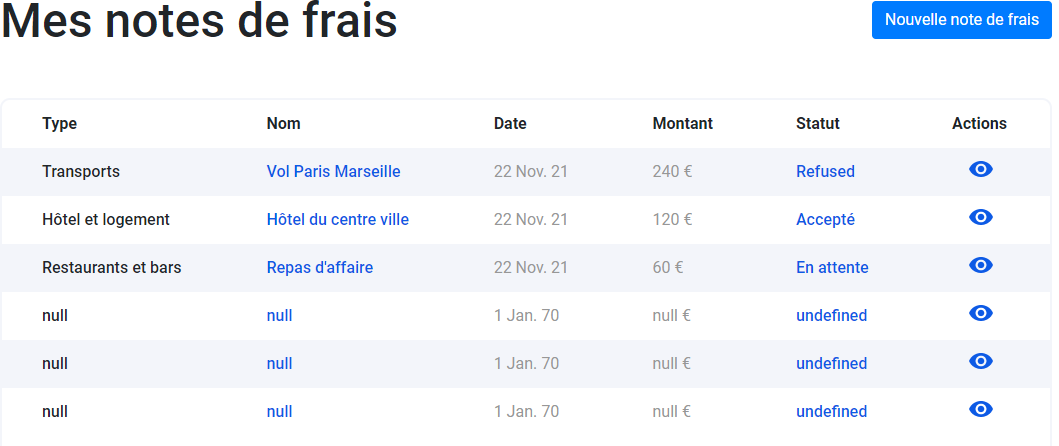 Mes notes de frais
Nouvelle note de frais
Type Nom Date Montant Statut Actions
Transports Vol Paris Marseille 22 Nov. 21 240 € Refused
Hôtel et logement Hôtel du centre ville 22 Nov. 21 120 € Accepté
Restaurants et bars Repas d'affaire 22 Nov. 21 60 € En attente
null null 1 Jan. 70 null € undefined
null null 1 Jan. 70 null € undefined
null null 1 Jan. 70 null € undefined